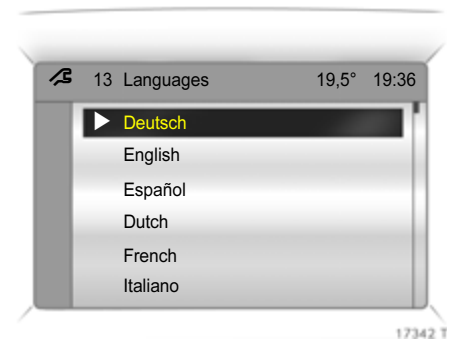 13 Languages 19,5° 19:36
Deutsch
English
Español
Dutch
French
Italiano
17342 T